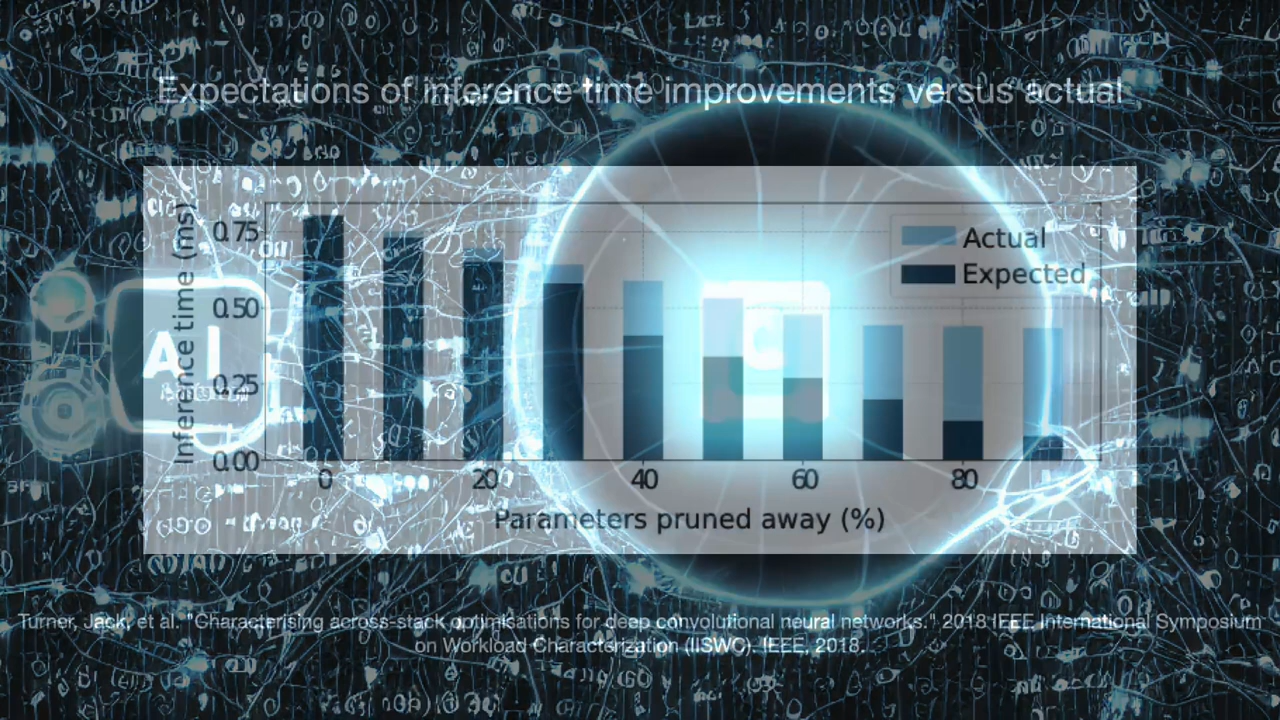 Expectations of inference time improvements versus actual
Inference time (ms)
0.75
0.50
0.25
0.00
Actual
Expected
AI
0
20
40
60
80
Parameters pruned away (%)
Turner, Jack, et al. "Characterising across-stack optimisations for deep convolutional neural networks." 2018 IEEE International Symposium
on Workload Characterization (IISWC). IEEE, 2018.